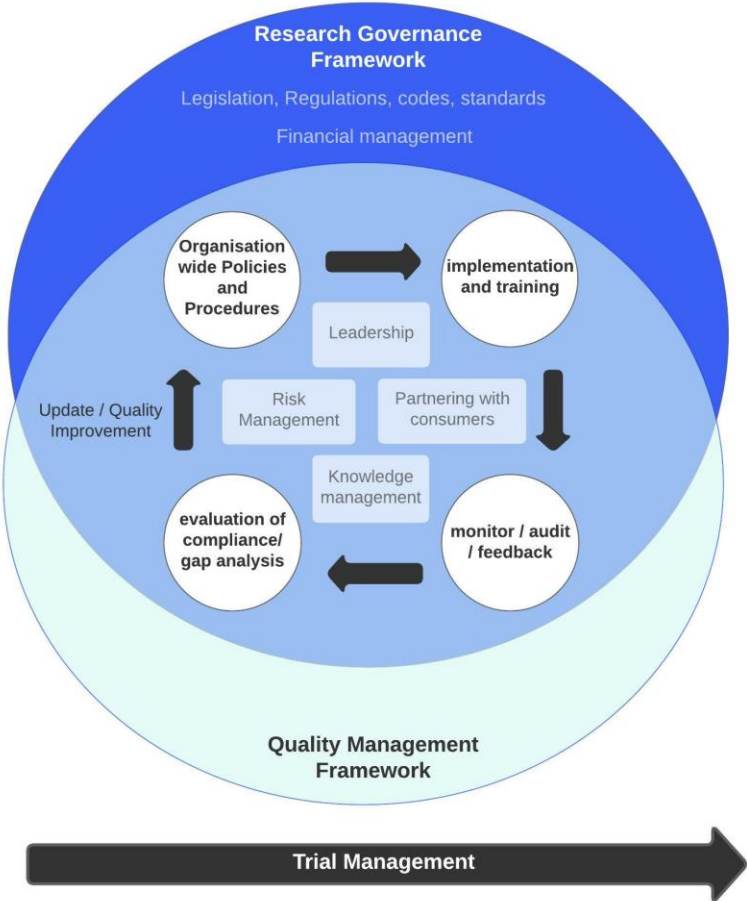 Research Governance
Framework
Legislation, Regulations, codes, standards
Financial management
Organisation
wide Policies
and
Procedures
implementation
and training
Leadership
Risk
Management
Partnering with
consumers
Update / Quality
Improvement
Knowledge
management
evaluation of
compliance/
gap analysis
monitor / audit
/ feedback
Quality Management
Framework
Trial Management